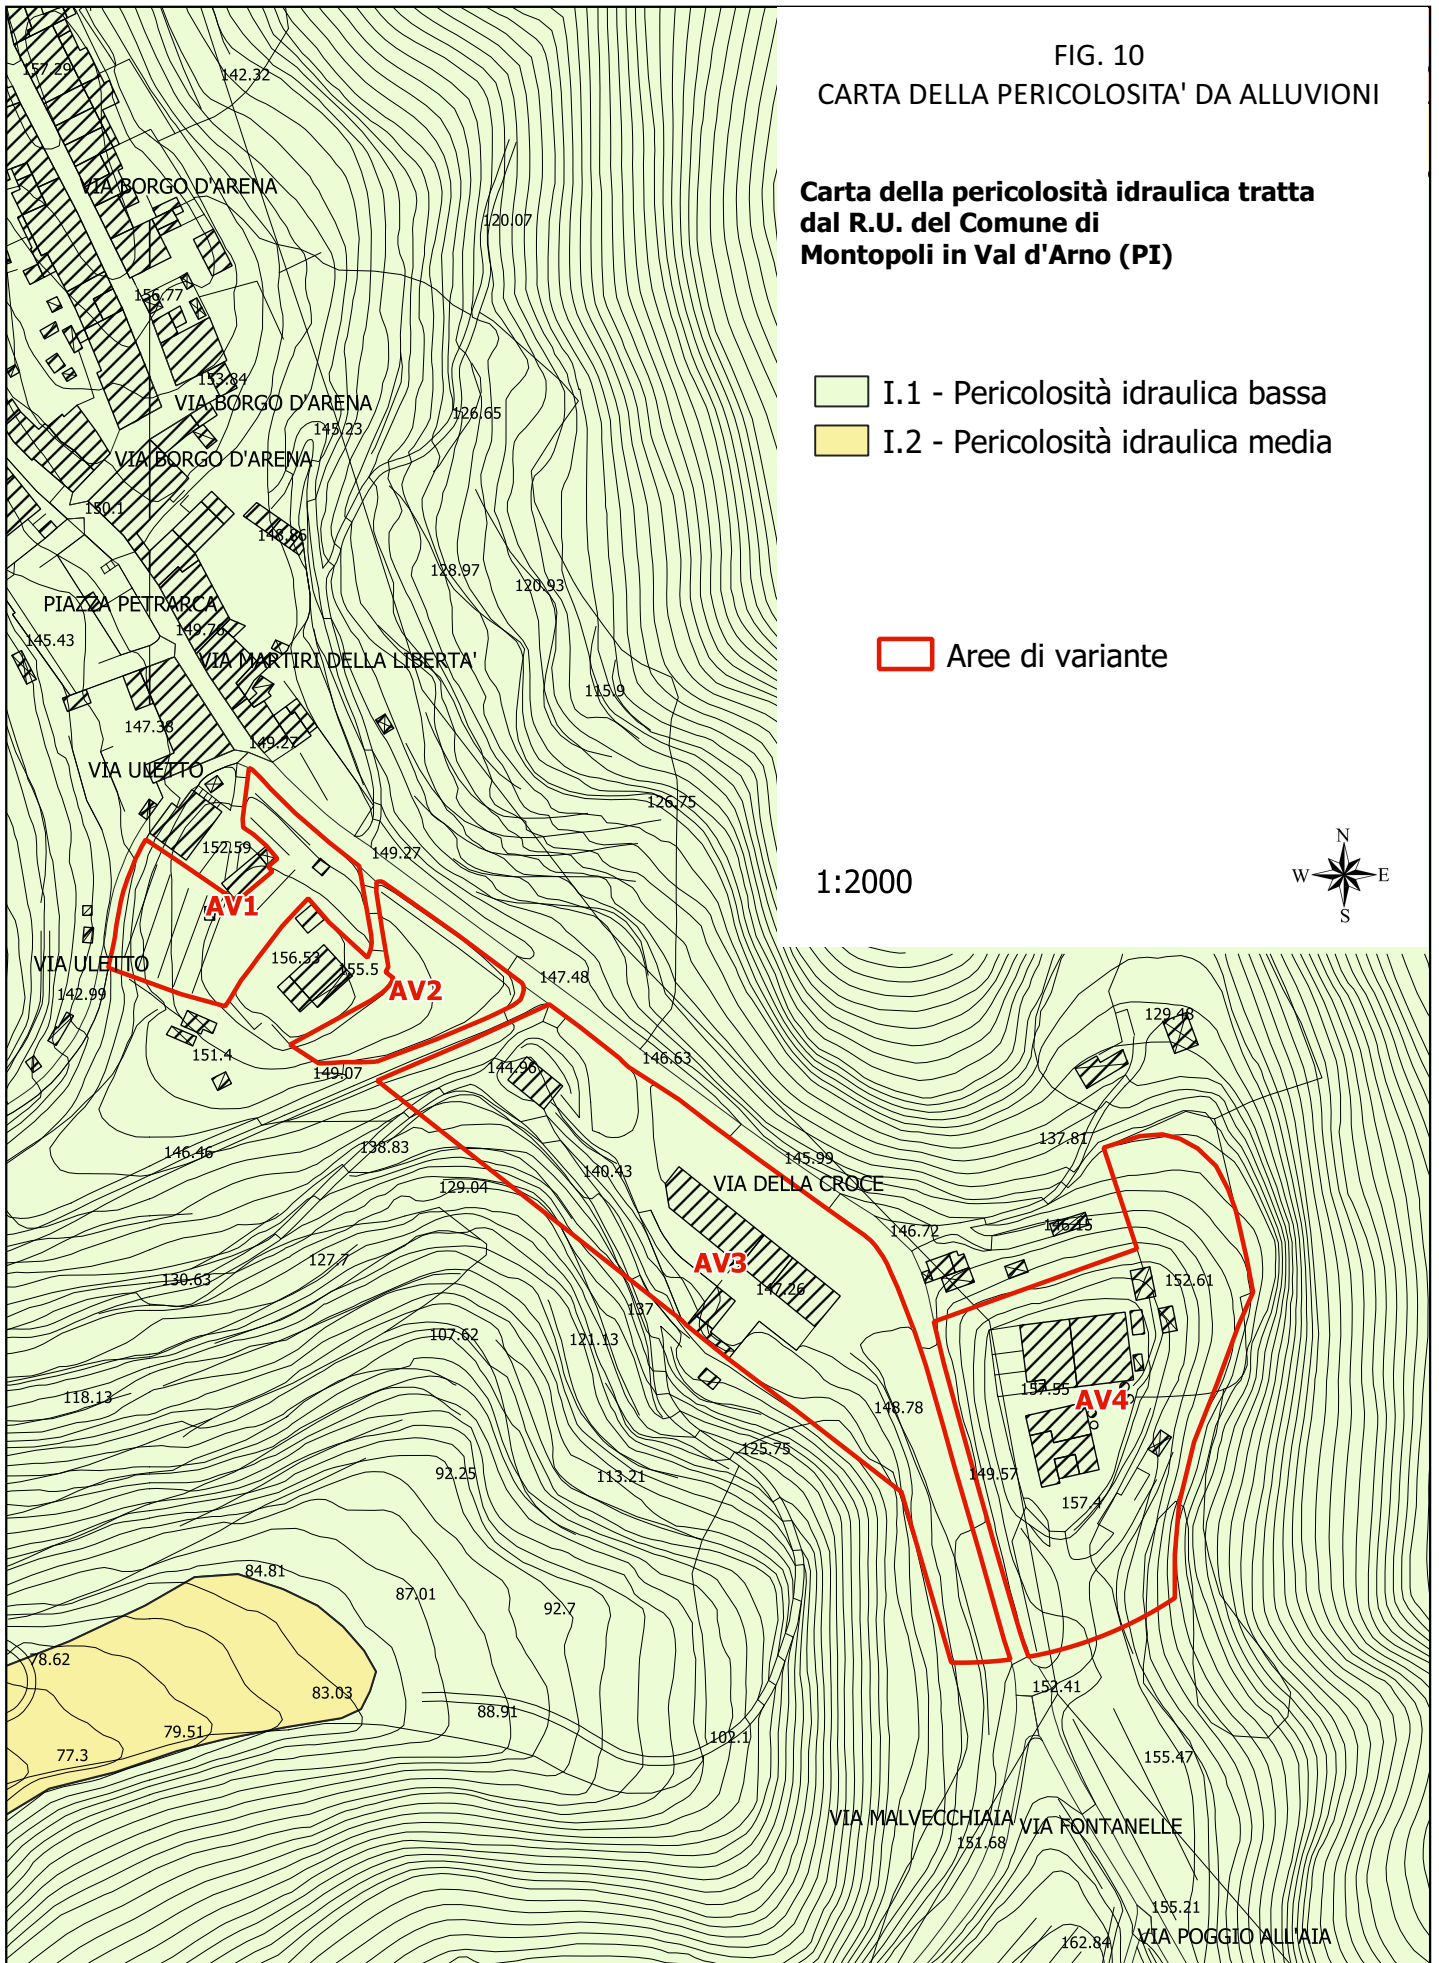 FIG. 10
CARTA DELLA PERICOLOSITA' DA ALLUVIONI
Carta della pericolosità idraulica tratta
dal R.U. del Comune di
Montopoli in Val d'Arno (PI)
I.1 - Pericolosità idraulica bassa
I.2 - Pericolosità idraulica media
Aree di variante
1:2000
N
W E
S
157.29
142.32
VIA BORGO D'ARENA
120.07
156.77
153.84
VIA BORGO D'ARENA
126.65
145.23
VIA BORGO D'ARENA
150.1
148.86
128.97
120.93
PIAZZA PETRARCA
149.76
145.43
VIA MARTIRI DELLA LIBERTA'
115.9
147.38
149.27
VIA ULETTO
126.75
152.59
149.27
AV1
156.53
155.5
VIA ULETTO
147.48
AV2
142.99
129.48
151.4
146.63
149.07
144.96
137.81
138.83
146.46
145.99
140.43
VIA DELLA CROCE
129.04
146.72
146.15
127.7
AV3
130.63
152.61
147.26
137
107.62
121.13
157.55
118.13
AV4
148.78
125.75
92.25
113.21
149.57
157.4
84.81
87.01
92.7
78.62
83.03
152.41
88.91
79.51
102.1
77.3
155.47
VIA MALVECCHIAIA
VIA FONTANELLE
151.68
155.21
VIA POGGIO ALL'AIA
162.84